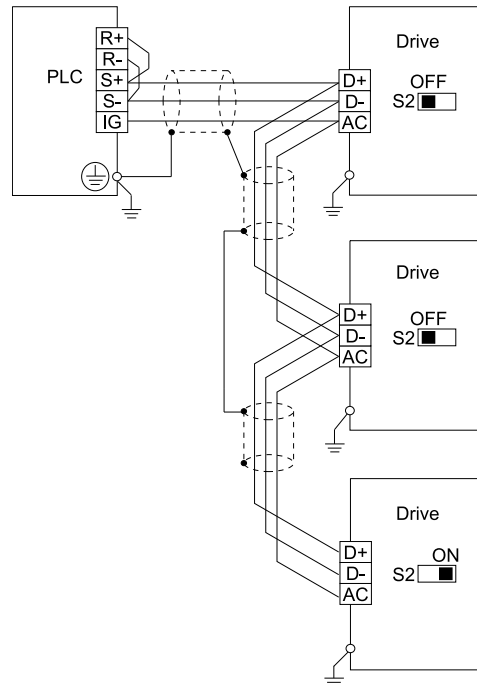 PLC
R+
R-
S+
S-
IG
Drive
D+
D-
AC
OFF
S2
Drive
D+
D-
AC
OFF
S2
Drive
D+
D-
AC
ON
S2